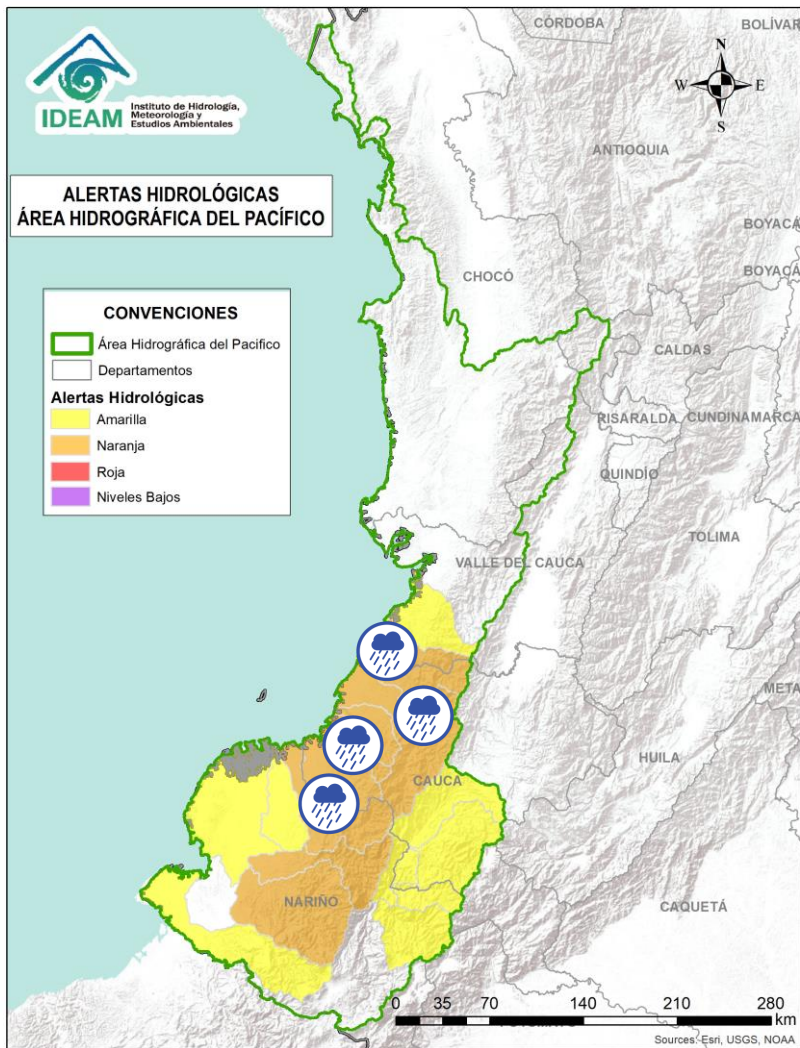 IDEAM
Instituto de Hidrología,
Meteorología y
Estudios Ambientales
ALERTAS HIDROLÓGICAS
ÁREA HIDROGRÁFICA DEL PACÍFICO
CONVENCIONES
Área Hidrográfica del Pacifico
Departamentos
Alertas Hidrológicas
Amarilla
Naranja
Roja
Niveles Bajos
N
W
E
S
CÓRDOBA
BOLÍVAR
ANTIOQUIA
BOYACÁ
BOYACÁ
CHOCÓ
CALDAS
RISARALDA
CUNDINAMARCA
QUINDÍO
TOLIMA
VALLE DEL CAUCA
META
HUILA
CAUCA
NARIÑO
CAQUETÁ
0 35 70 140 210 280
km
Sources: Esri, USGS, NOAA